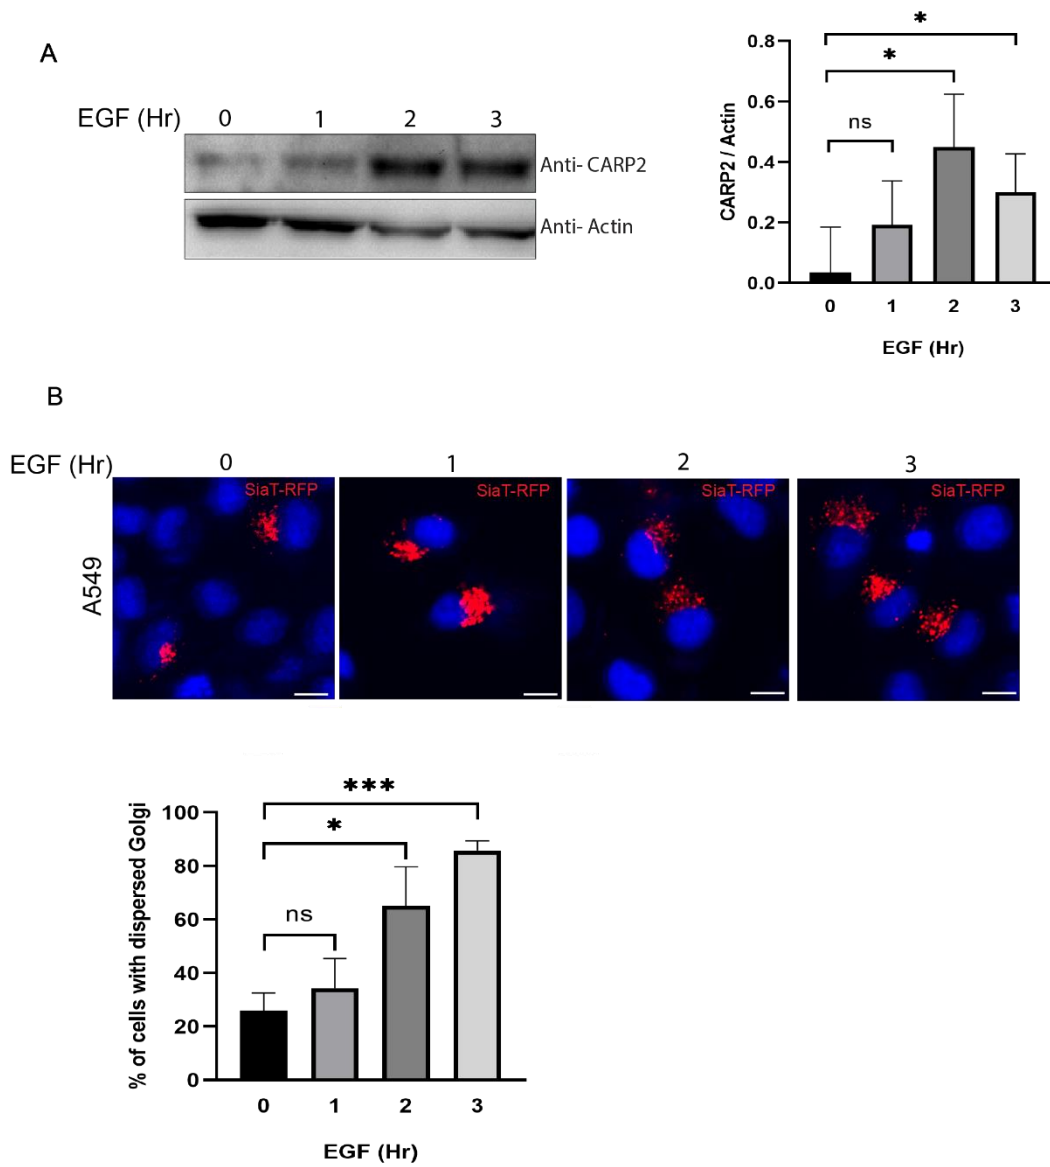 A
EGF (Hr) 0 1 2 3
Anti- CARP2
Anti- Actin
CARP2 / Actin
0.8
0.6
0.4
0.2
0.0
*
*
ns
0 1 2 3
EGF (Hr)
B
EGF (Hr) 0 1 2 3
A549
SiaT-RFP SiaT-RFP SiaT-RFP SiaT-RFP
% of cells with dispersed Golgi
100
80
60
40
20
0
***
*
ns
0 1 2 3
EGF (Hr)